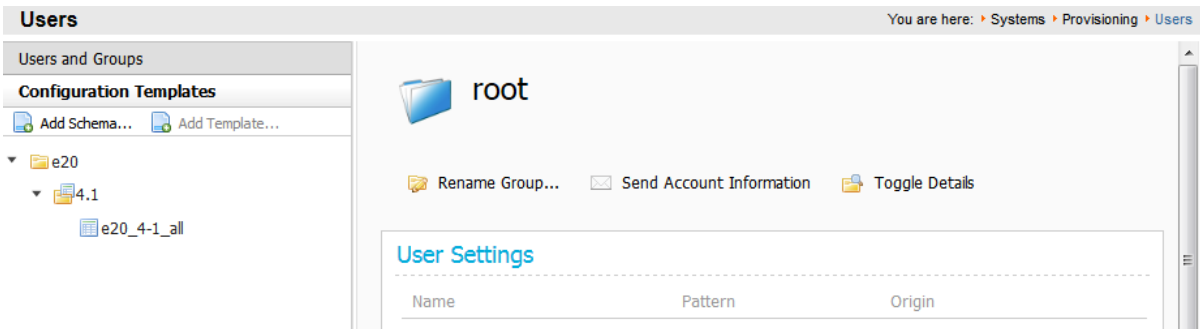 Users
You are here: Systems Provisioning Users
Users and Groups
Configuration Templates
Add Schema... Add Template...
e20
4.1
e20_4-1_all
root
Rename Group... Send Account Information Toggle Details
User Settings
Name Pattern Origin